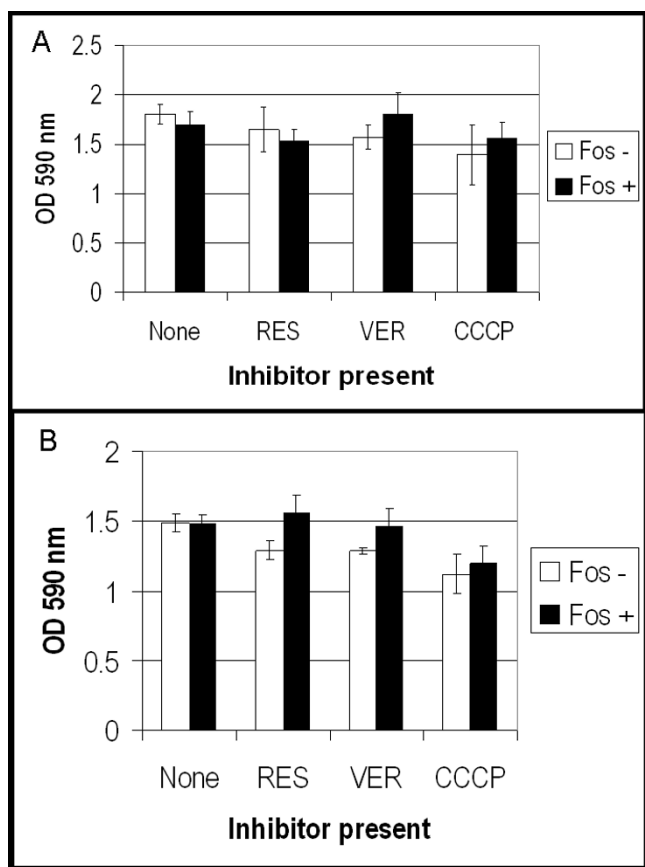 A
2.5
2
1.5
1
0.5
0
OD 590 nm
None RES VER CCCP
Inhibitor present
Fos -
Fos +
B
2
1.5
1
0.5
0
OD 590 nm
None RES VER CCCP
Inhibitor present
Fos -
Fos +